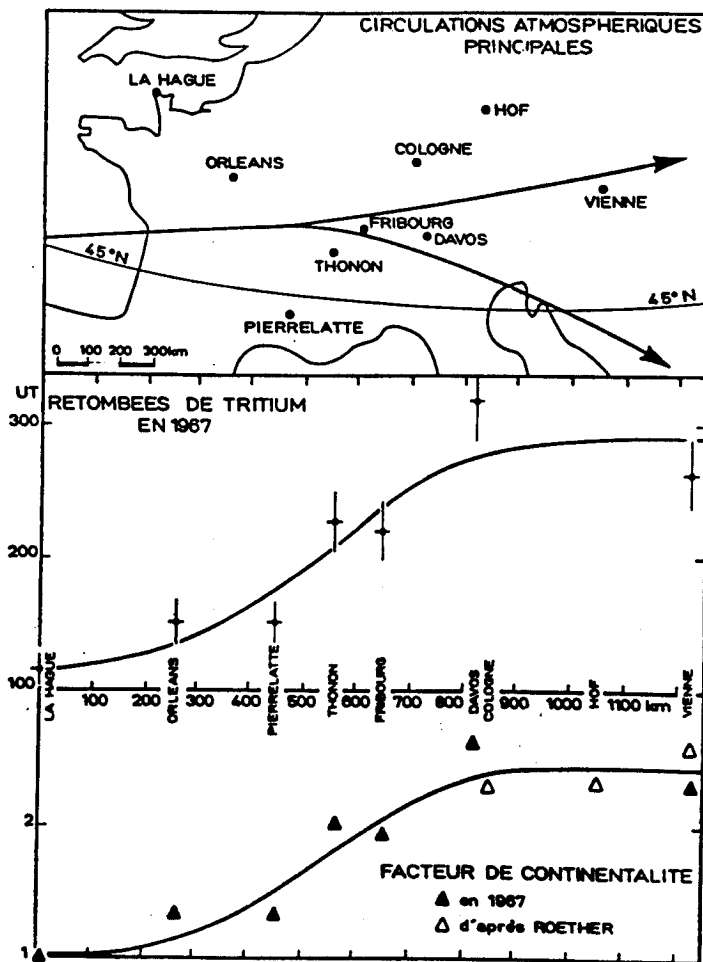 CIRCULATIONS ATMOSPHERIQUES
PRINCIPALES
LA HAGUE
HOF
ORLEANS
COLOGNE
VIENNE
FRIBOURG
DAVOS
THONON
45°N
45°N
PIERRELATTE
0 100 200 300km
UT
RETOMBEES DE TRITIUM
EN 1967
300
200
100
LA HAGUE
ORLEANS
PIERRELATTE
THONON
FRIBOURG
DAVOS
COLOGNE
HOF
VIENNE
100 200 300 400 500 600 700 800 900 1000 1100 km
2
FACTEUR DE CONTINENTALITE
en 1967
d'aprés ROETHER
1